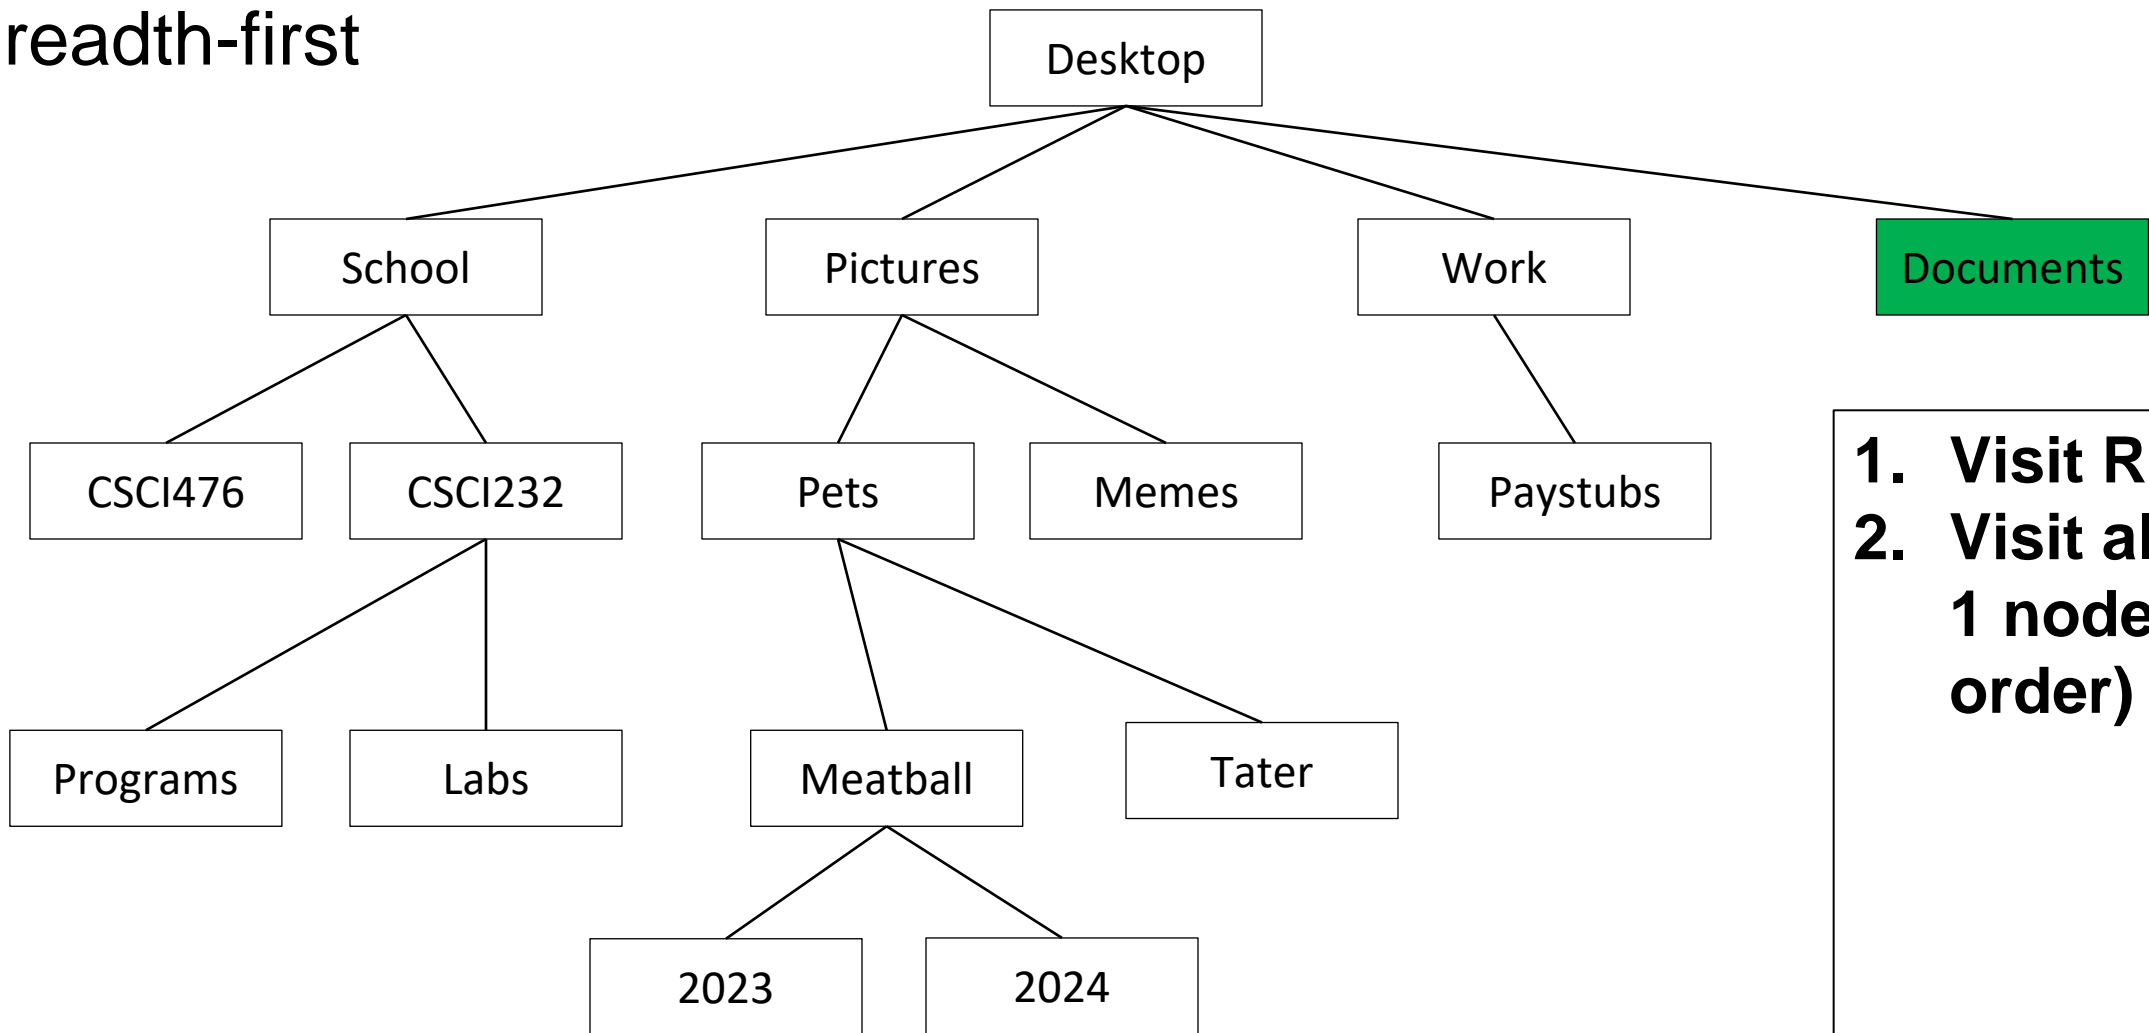 readth-first
Desktop
School
Pictures
Work
Documents
CSCI476
CSCI232
Pets
Memes
Paystubs
1. Visit R
2. Visit al
1 node
order)
Programs
Labs
Meatball
Tater
2023
2024